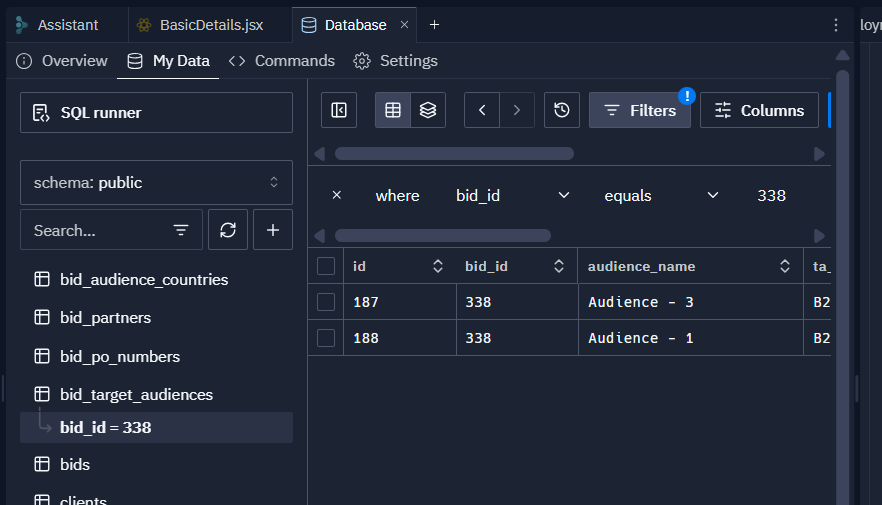 Assistant
BasicDetails.jsx
Database
Overview
My Data
Commands
Settings
SQL runner
schema: public
Search...
bid_audience_countries
bid_partners
bid_po_numbers
bid_target_audiences
bid_id = 338
bids
clients
Filters
Columns
where bid_id equals 338
id bid_id audience_name ta_
187 338 Audience - 3 B2
188 338 Audience - 1 B2